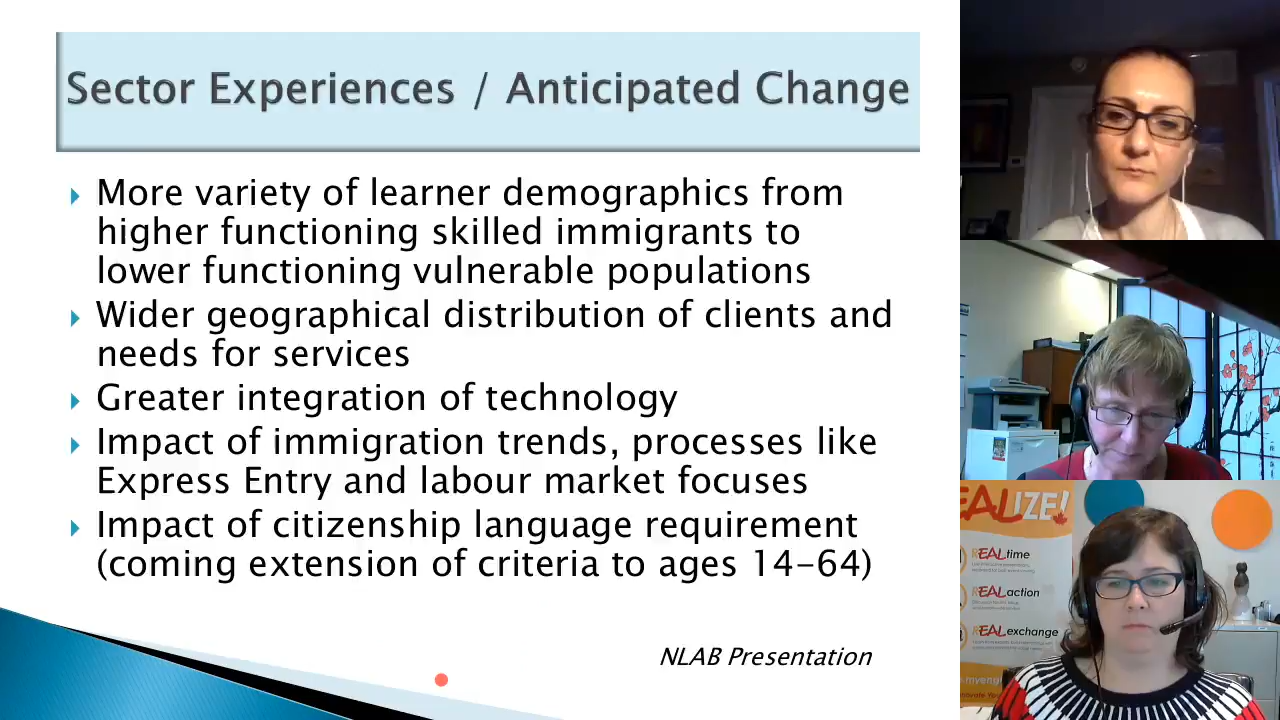 Sector Experiences / Anticipated Change
More variety of learner demographics from
higher functioning skilled immigrants to
lower functioning vulnerable populations
Wider geographical distribution of clients and
needs for services
Greater integration of technology
Impact of immigration trends, processes like
Express Entry and labour market focuses
Impact of citizenship language requirement
(coming extension of criteria to ages 14-64)
NLAB Presentation
EALIZE!
REALtime
REALaction
REALexchange